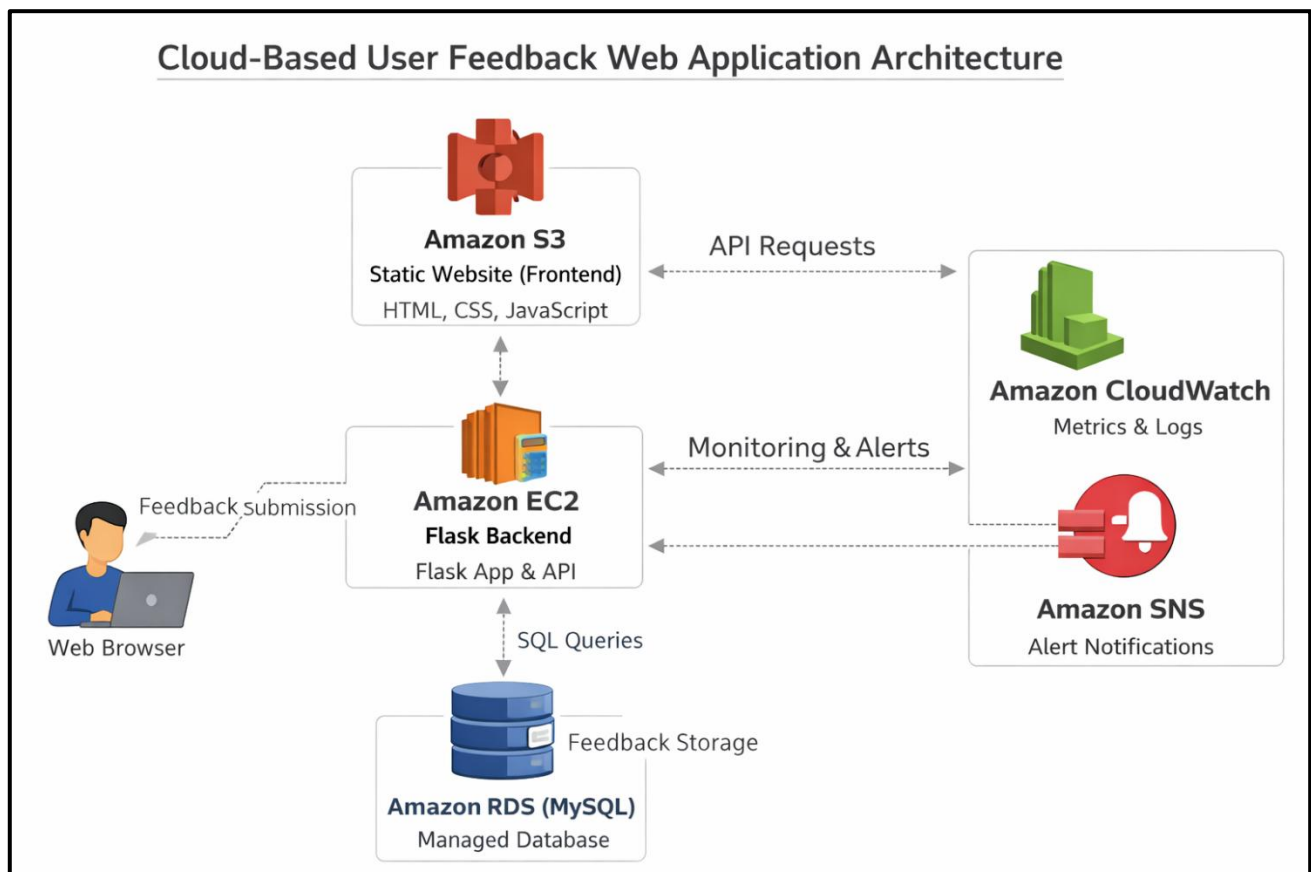 Cloud-Based User Feedback Web Application Architecture
Amazon S3
Static Website (Frontend)
HTML, CSS, JavaScript
API Requests
Amazon CloudWatch
Metrics & Logs
Monitoring & Alerts
Amazon EC2
Flask Backend
Flask App & API
Feedback submission
Web Browser
Amazon SNS
Alert Notifications
SQL Queries
Feedback Storage
Amazon RDS (MySQL)
Managed Database